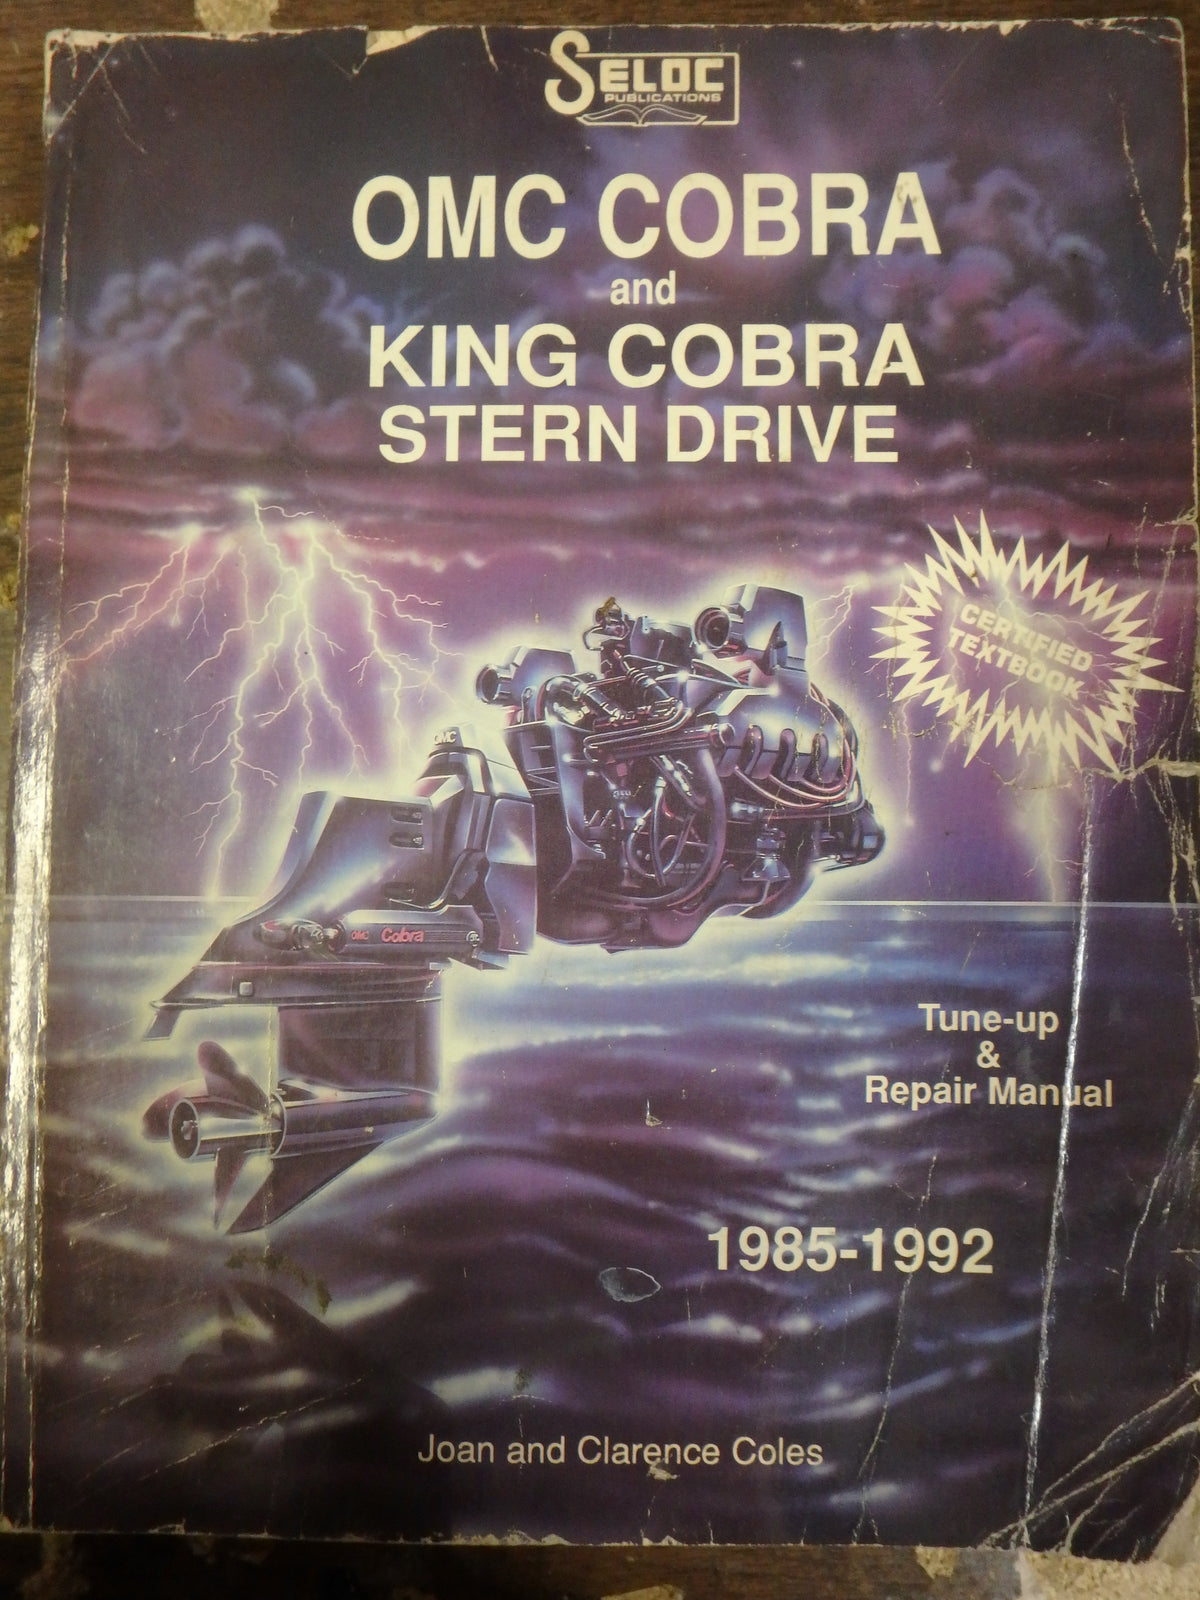 SELOC
PUBLICATIONS
OMC COBRA
and
KING COBRA
STERN DRIVE
CERTIFIED
TEXTBOOK
OMC
OMC Cobra
Tune-up
&
Repair Manual
1985-1992
Joan and Clarence Coles